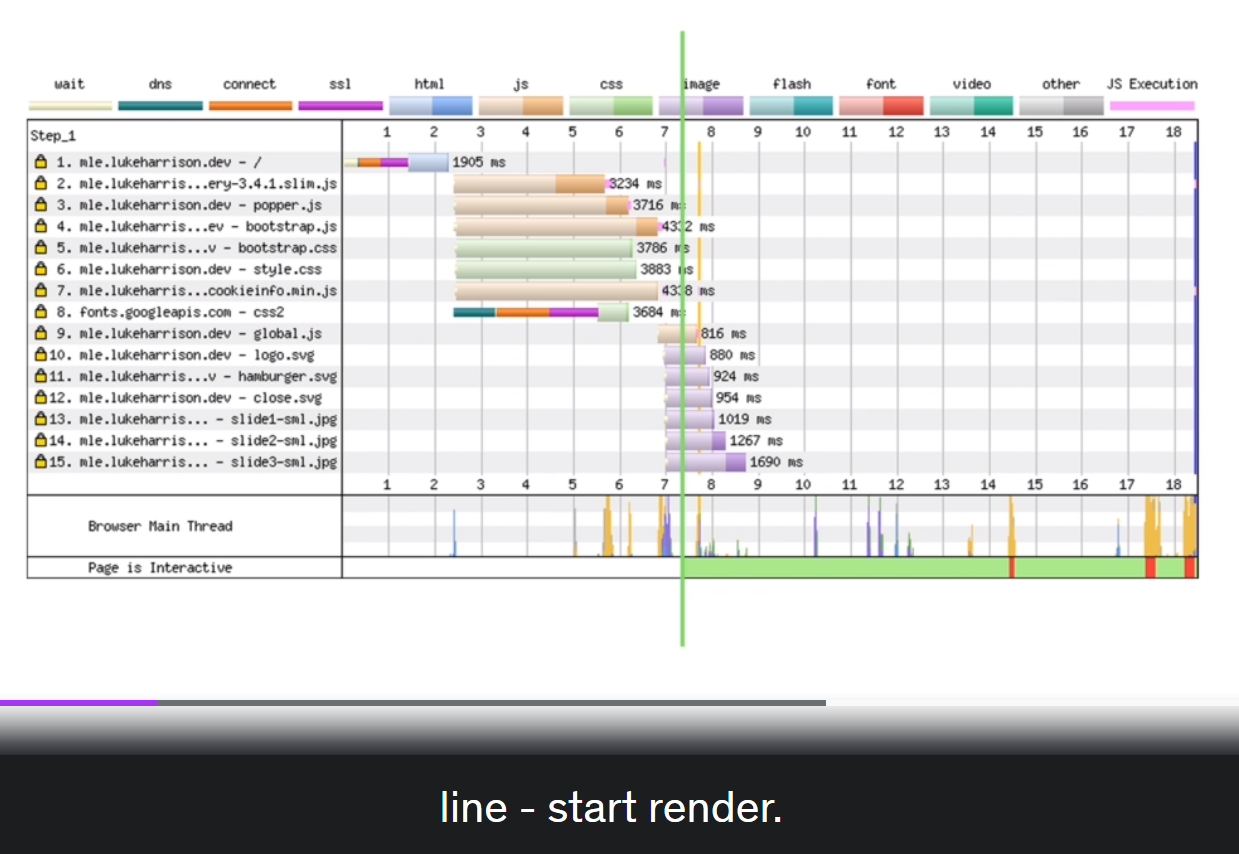 wait dns connect ssl html js css image flash font video other JS Execution
Step_1 1 2 3 4 5 6 7 8 9 10 11 12 13 14 15 16 17 18
1. mle.lukeharrison.dev - / 1905 ms
2. mle.lukeharris...ery-3.4.1.slim.js 3234 ms
3. mle.lukeharrison.dev - popper.js 3716 ms
4. mle.lukeharris...ev - bootstrap.js 4332 ms
5. mle.lukeharris...v - bootstrap.css 3786 ms
6. mle.lukeharrison.dev - style.css 3883 ms
7. mle.lukeharris...cookieinfo.min.js 4338 ms
8. fonts.googleapis.com - css2 3684 ms
9. mle.lukeharrison.dev - global.js 816 ms
10. mle.lukeharrison.dev - logo.svg 880 ms
11. mle.lukeharris...v - hamburger.svg 924 ms
12. mle.lukeharrison.dev - close.svg 954 ms
13. mle.lukeharris... - slide1-sml.jpg 1019 ms
14. mle.lukeharris... - slide2-sml.jpg 1267 ms
15. mle.lukeharris... - slide3-sml.jpg 1690 ms
1 2 3 4 5 6 7 8 9 10 11 12 13 14 15 16 17 18
Browser Main Thread
Page is Interactive
line - start render.